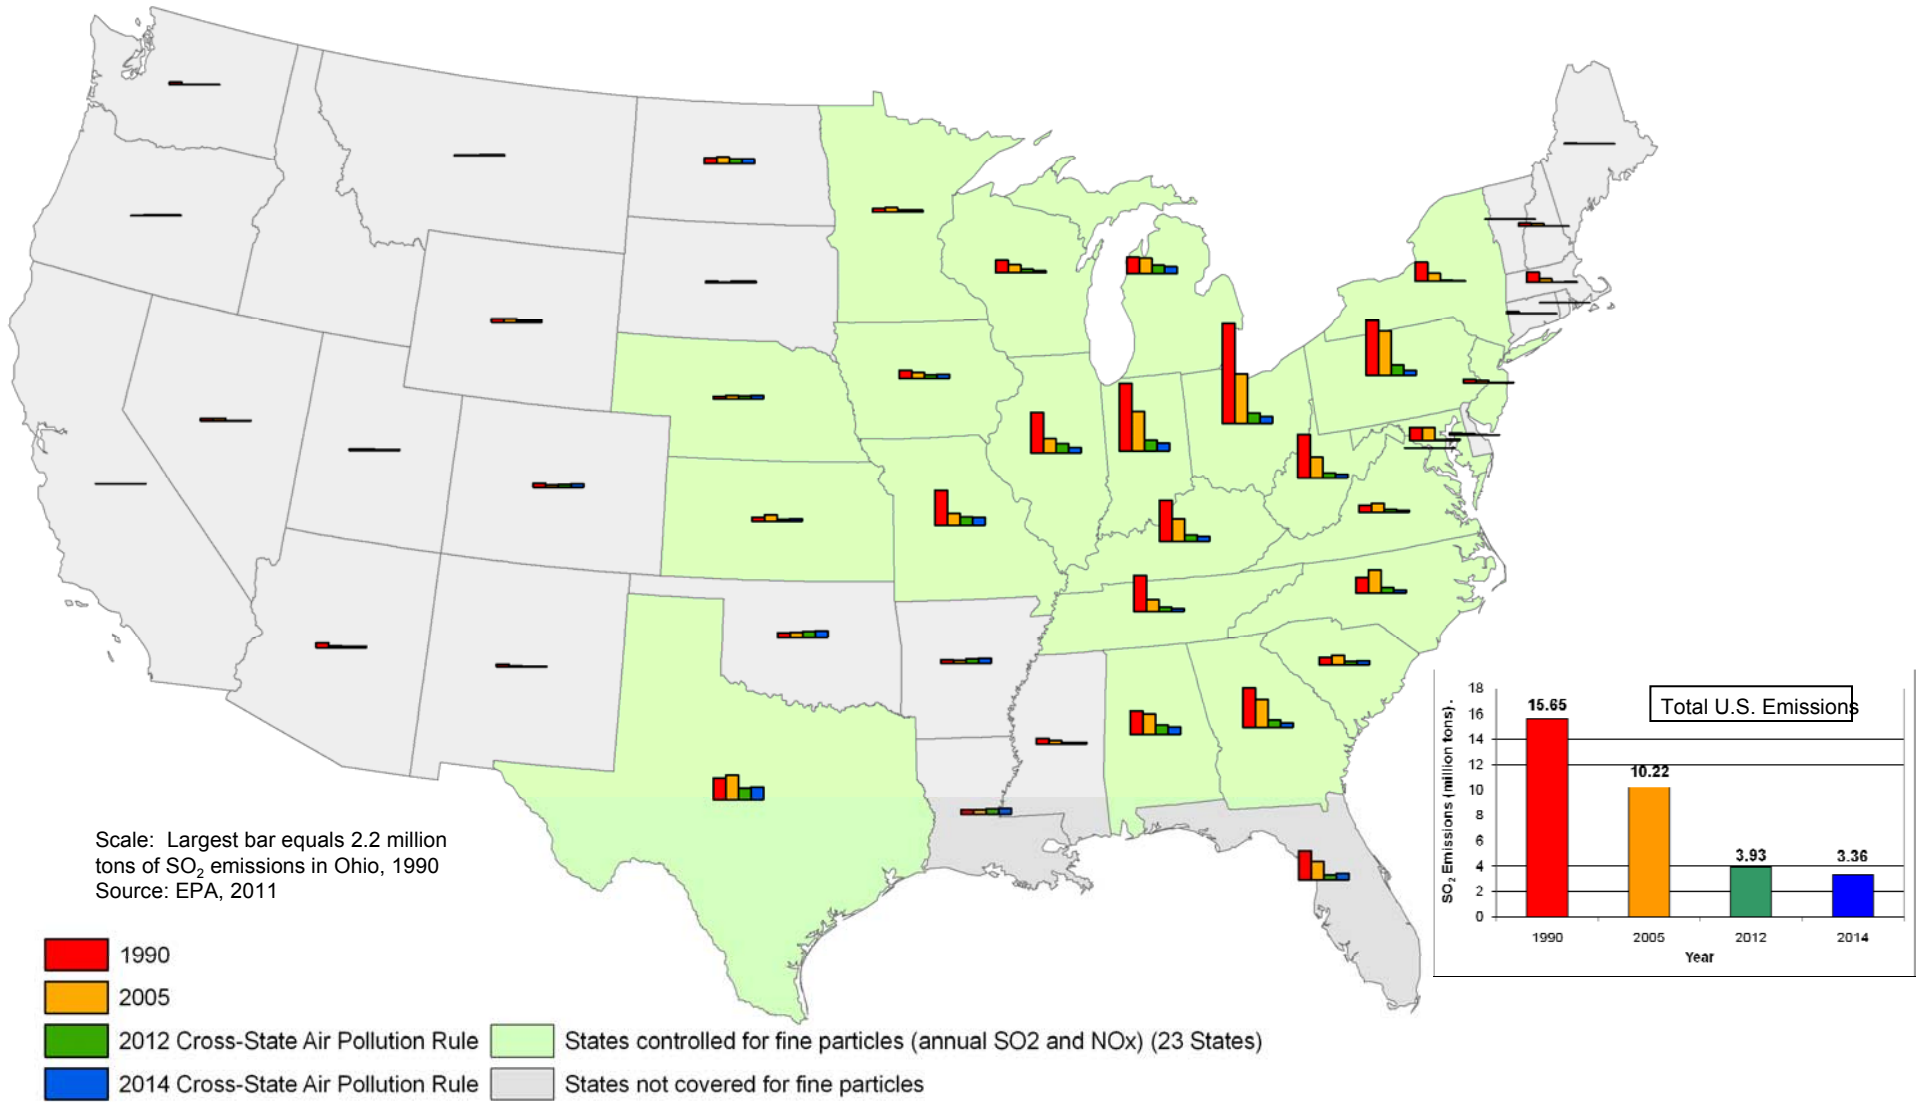 Scale: Largest bar equals 2.2 million
tons of SO₂ emissions in Ohio, 1990
Source: EPA, 2011
1990
2005
2012 Cross-State Air Pollution Rule
2014 Cross-State Air Pollution Rule
States controlled for fine particles (annual SO2 and NOx) (23 States)
States not covered for fine particles
Total U.S. Emissions
SO₂ Emissions (million tons) .
18
16
14
12
10
8
6
4
2
0
15.65
10.22
3.93
3.36
1990
2005
2012
2014
Year